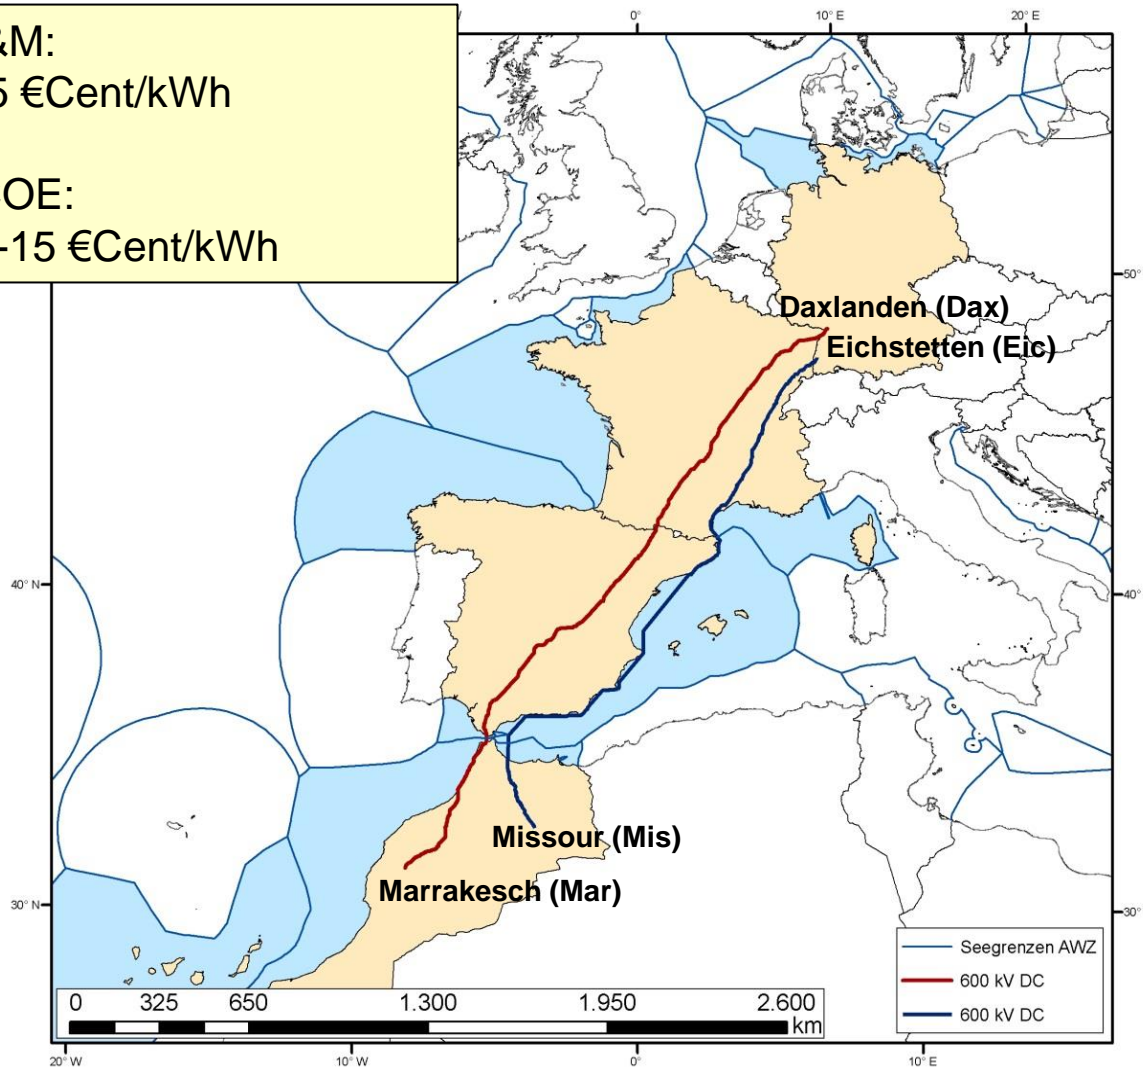 &M:
5 €Cent/kWh
OE:
-15 €Cent/kWh
0° 10° E 20° E
50°
Daxlanden (Dax)
Eichstetten (Eic)
40° N
40°
Missour (Mis)
Marrakesch (Mar)
30° N
30°
Seegrenzen AWZ
600 kV DC
600 kV DC
0 325 650 1.300 1.950 2.600
km
20° W 10° W 0° 10° E